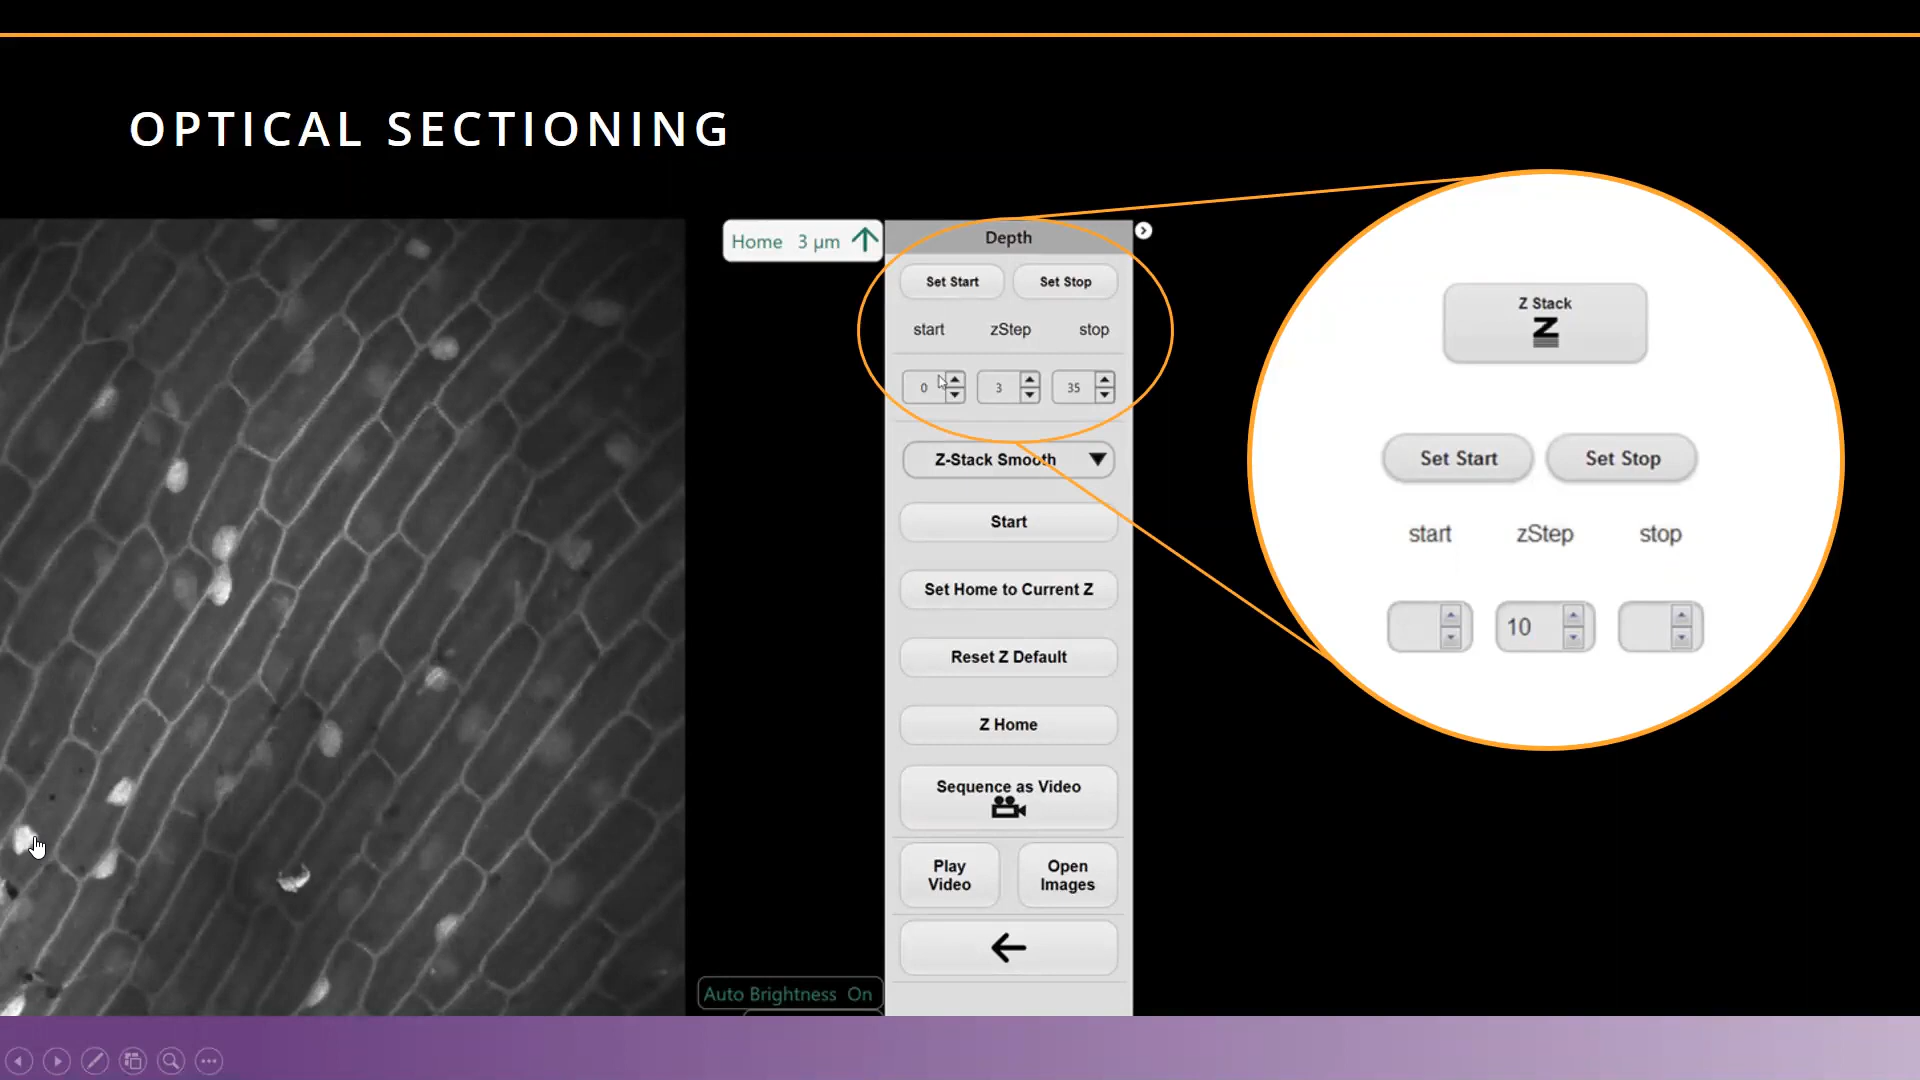 OPTICAL SECTIONING
Home 3 µm
Depth
Set Start Set Stop
start zStep stop
0 3 35
Z-Stack Smooth
Start
Set Home to Current Z
Reset Z Default
Z Home
Sequence as Video
Play Video
Open Images
Auto Brightness On
Z Stack
Z
Set Start Set Stop
start zStep stop
10